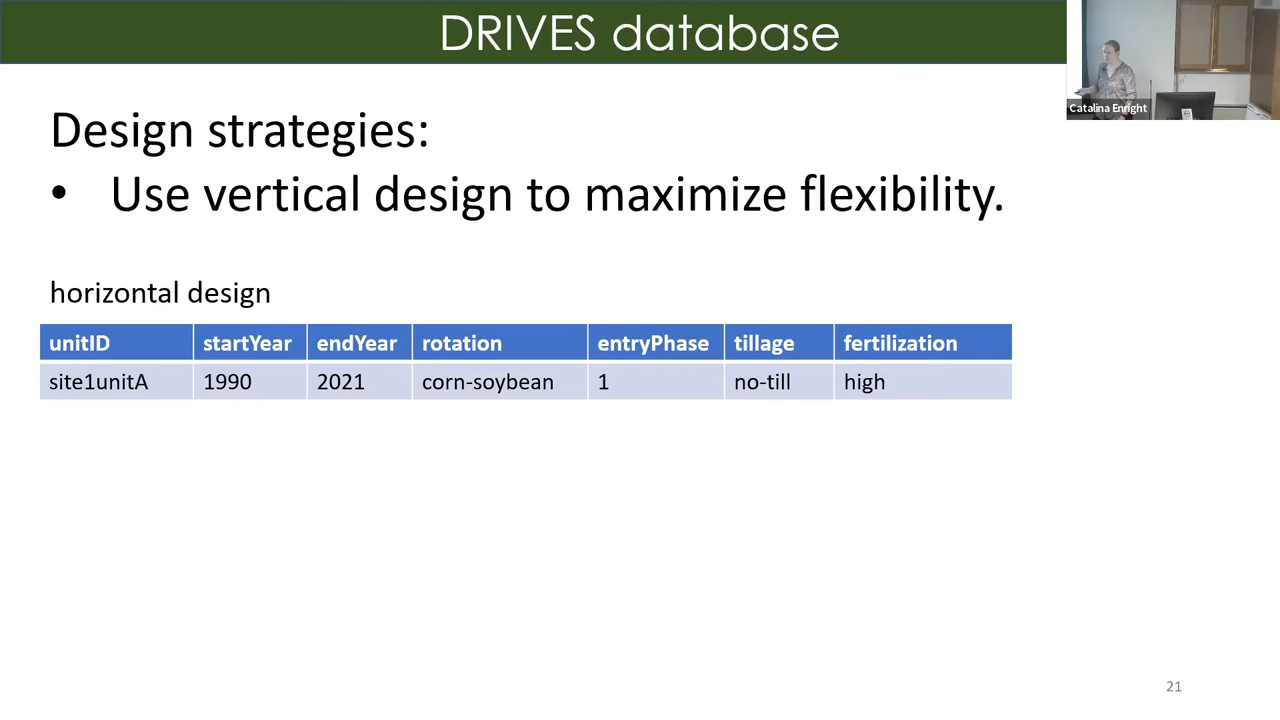 DRIVES database
Catalina Enright
Design strategies:
• Use vertical design to maximize flexibility.
horizontal design
unitID startYear endYear rotation entryPhase tillage fertilization
site1unitA 1990 2021 corn-soybean 1 no-till high
21